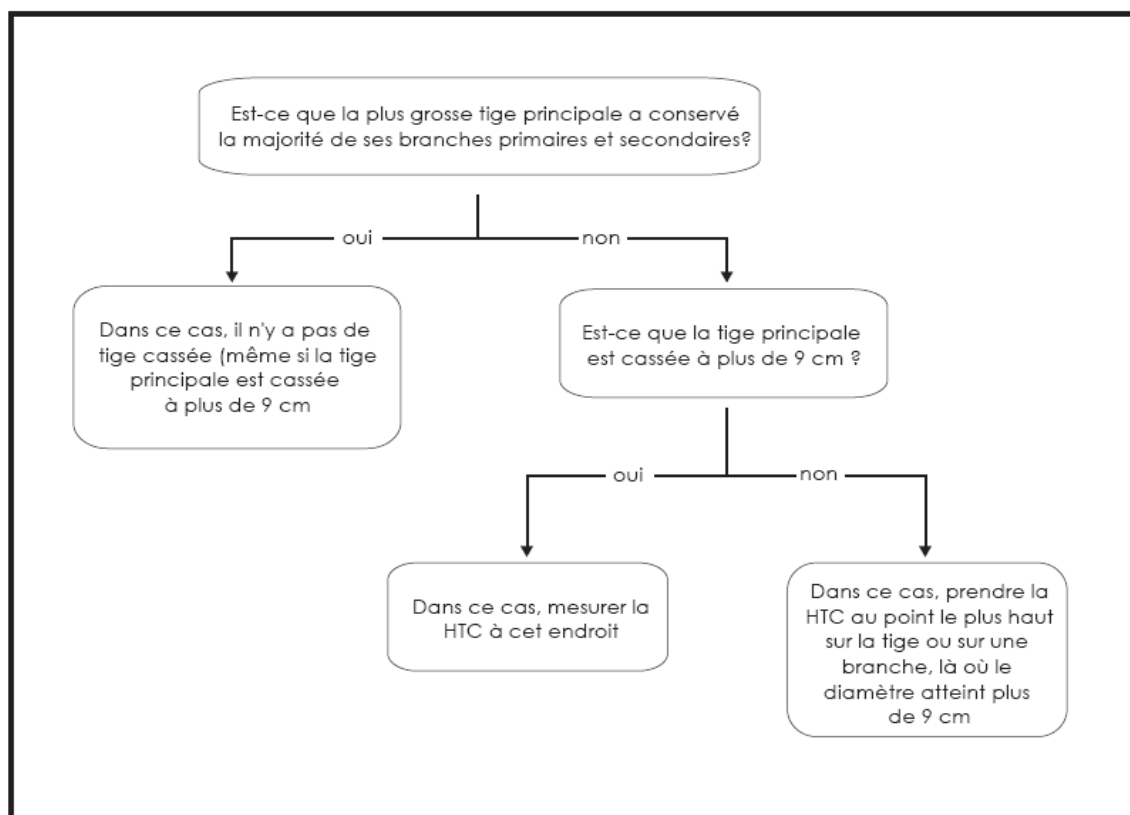 Est-ce que la plus grosse tige principale a conservé
la majorité de ses branches primaires et secondaires?
oui
non
Dans ce cas, il n'y a pas de
tige cassée (même si la tige
principale est cassée
à plus de 9 cm
Est-ce que la tige principale
est cassée à plus de 9 cm ?
oui
non
Dans ce cas, mesurer la
HTC à cet endroit
Dans ce cas, prendre la
HTC au point le plus haut
sur la tige ou sur une
branche, là où le
diamètre atteint plus
de 9 cm